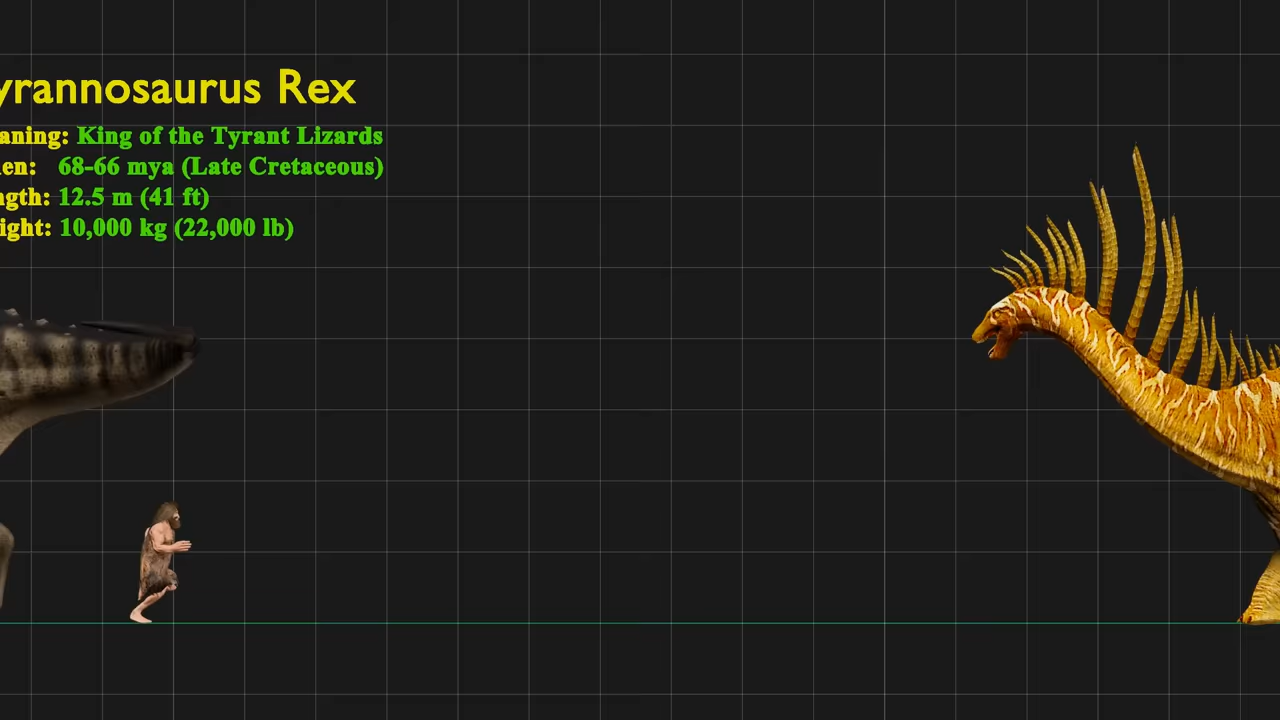 yrannosaurus Rex
aning: King of the Tyrant Lizards
en: 68-66 mya (Late Cretaceous)
ngth: 12.5 m (41 ft)
ight: 10,000 kg (22,000 lb)